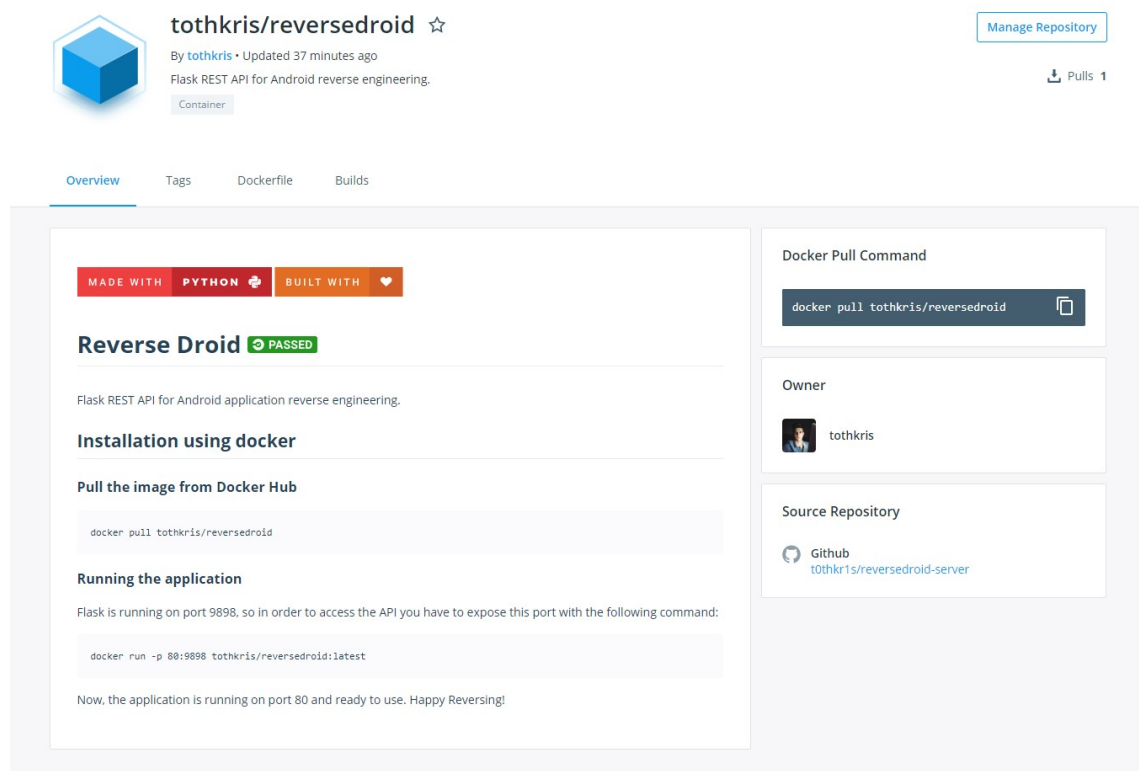 tothkris/reversedroid
Manage Repository
By tothkris • Updated 37 minutes ago
Flask REST API for Android reverse engineering.
Pulls 1
Container
Overview Tags Dockerfile Builds
MADE WITH PYTHON BUILT WITH
Reverse Droid PASSED
Flask REST API for Android application reverse engineering.
Installation using docker
Pull the image from Docker Hub
docker pull tothkris/reversedroid
Running the application
Flask is running on port 9898, so in order to access the API you have to expose this port with the following command:
docker run -p 80:9898 tothkris/reversedroid:latest
Now, the application is running on port 80 and ready to use. Happy Reversing!
Docker Pull Command
docker pull tothkris/reversedroid
Owner
tothkris
Source Repository
Github
t0thkr1s/reversedroid-server